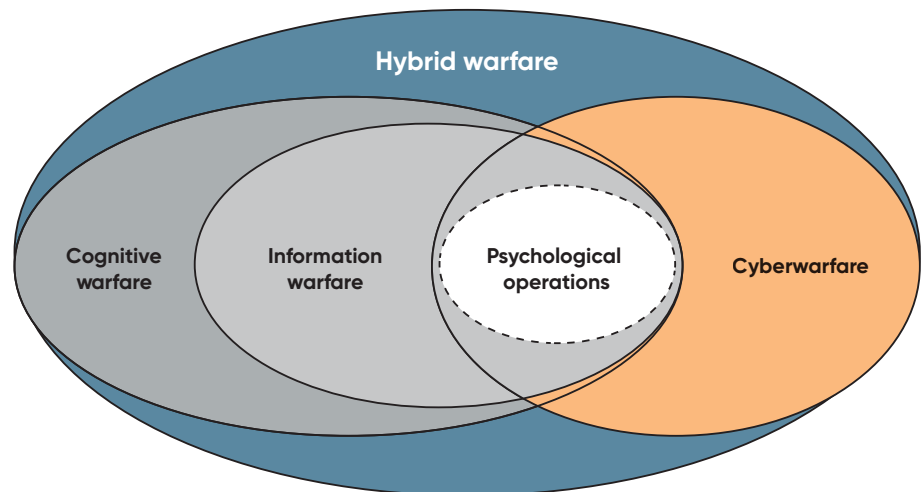 Hybrid warfare
Cognitive
warfare
Information
warfare
Psychological
operations
Cyberwarfare